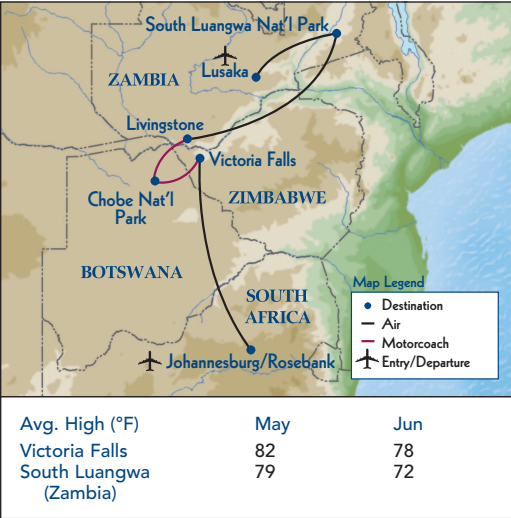 South Luangwa Nat'l Park
Lusaka
ZAMBIA
Livingstone
Victoria Falls
Chobe Nat'l
Park
ZIMBABWE
BOTSWANA
SOUTH
AFRICA
Johannesburg/Rosebank
Map Legend
Destination
Air
Motorcoach
Entry/Departure
Avg. High (°F) May Jun
Victoria Falls 82 78
South Luangwa 79 72
(Zambia)